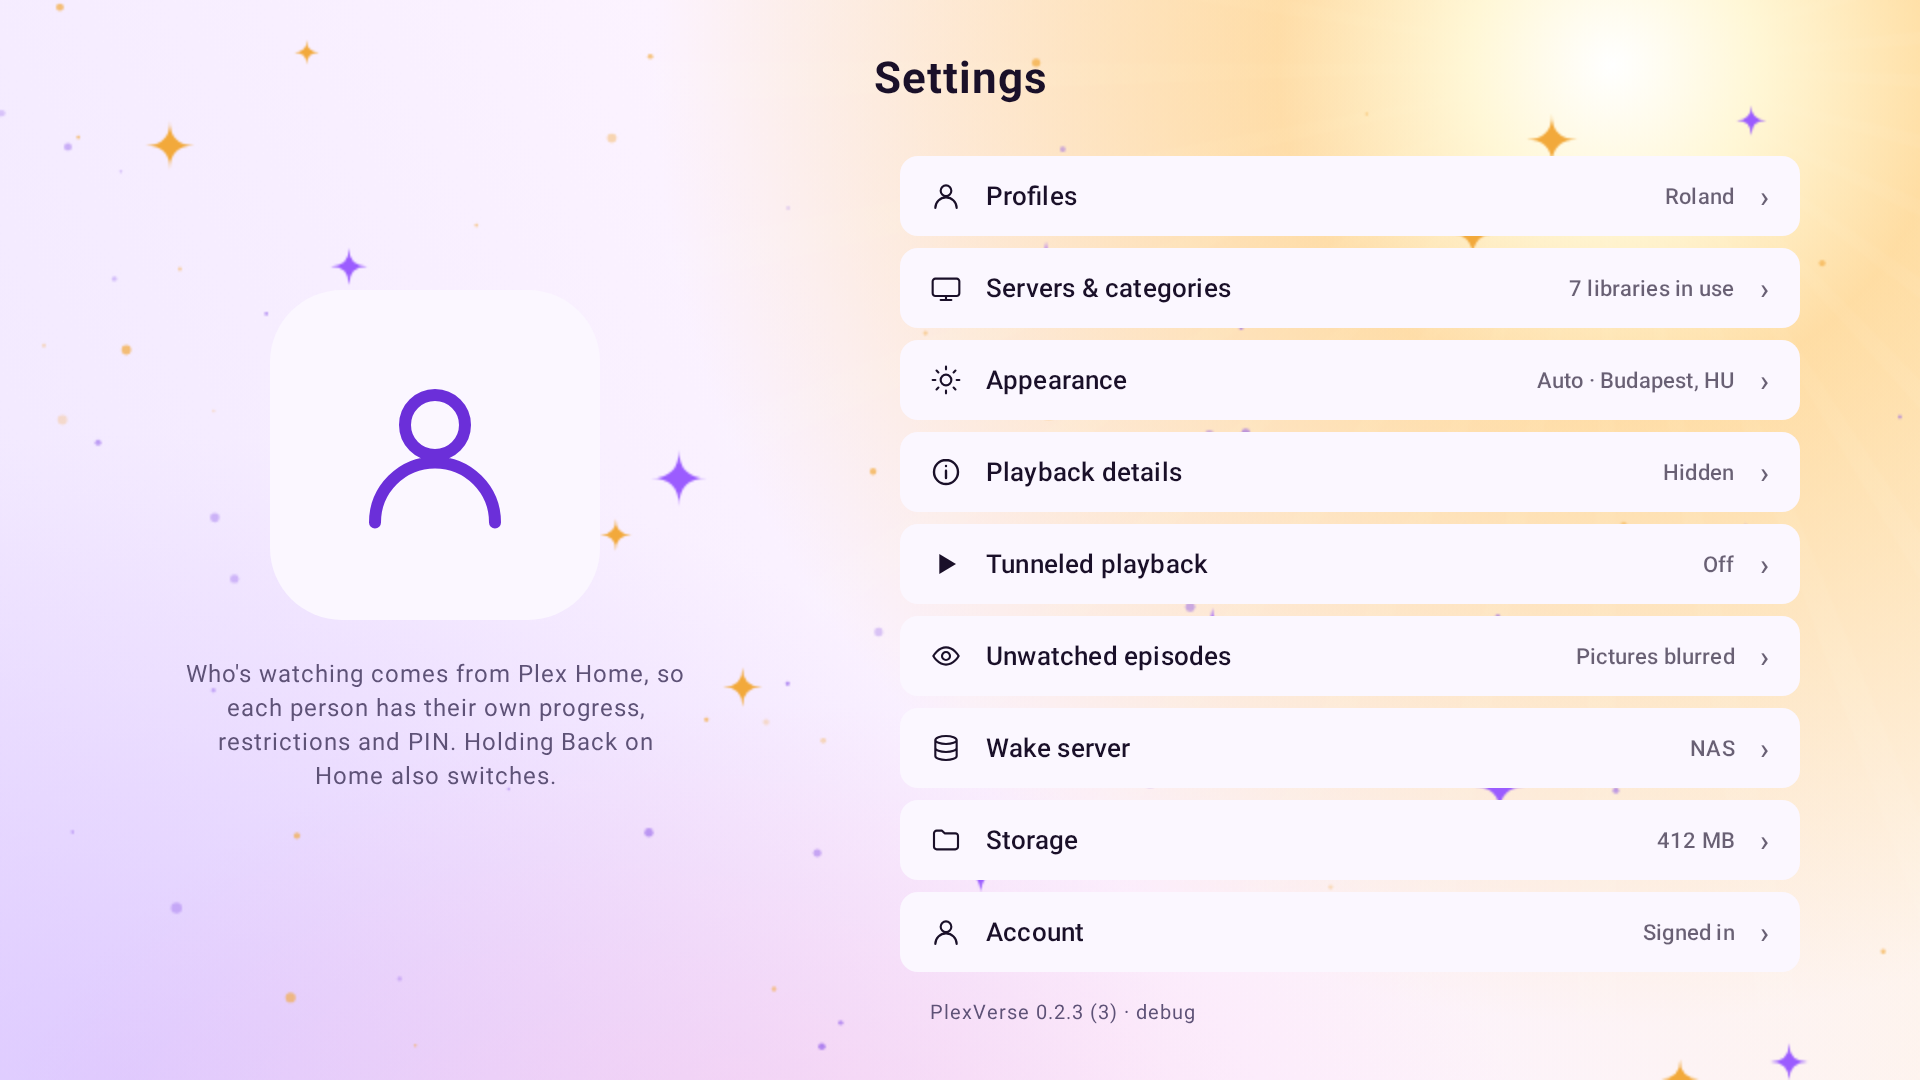 Settings
Profiles
Roland ›
Servers & categories
7 libraries in use ›
Appearance
Auto · Budapest, HU ›
Playback details
Hidden ›
Tunneled playback
Off ›
Unwatched episodes
Pictures blurred ›
Wake server
NAS ›
Storage
412 MB ›
Account
Signed in ›
Who's watching comes from Plex Home, so
each person has their own progress,
restrictions and PIN. Holding Back on
Home also switches.
PlexVerse 0.2.3 (3) · debug